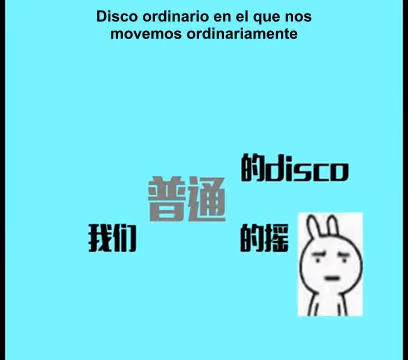 Disco ordinario en el que nos
movemos ordinariamente
的disco
普通
我们
的摇